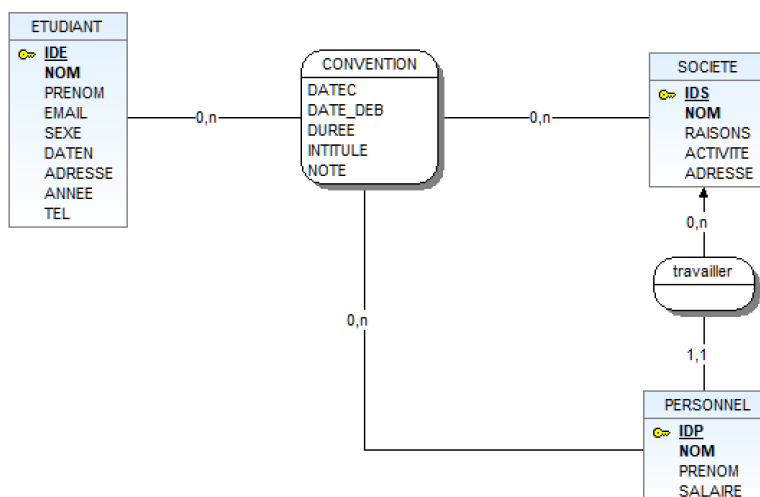 ETUDIANT
IDE
NOM
PRENOM
EMAIL
SEXE
DATEN
ADRESSE
ANNEE
TEL
0,n
CONVENTION
DATEC
DATE_DEB
DUREE
INTITULE
NOTE
0,n
SOCIETE
IDS
NOM
RAISONS
ACTIVITE
ADRESSE
0,n
travailler
0,n
1,1
PERSONNEL
IDP
NOM
PRENOM
SALAIRE